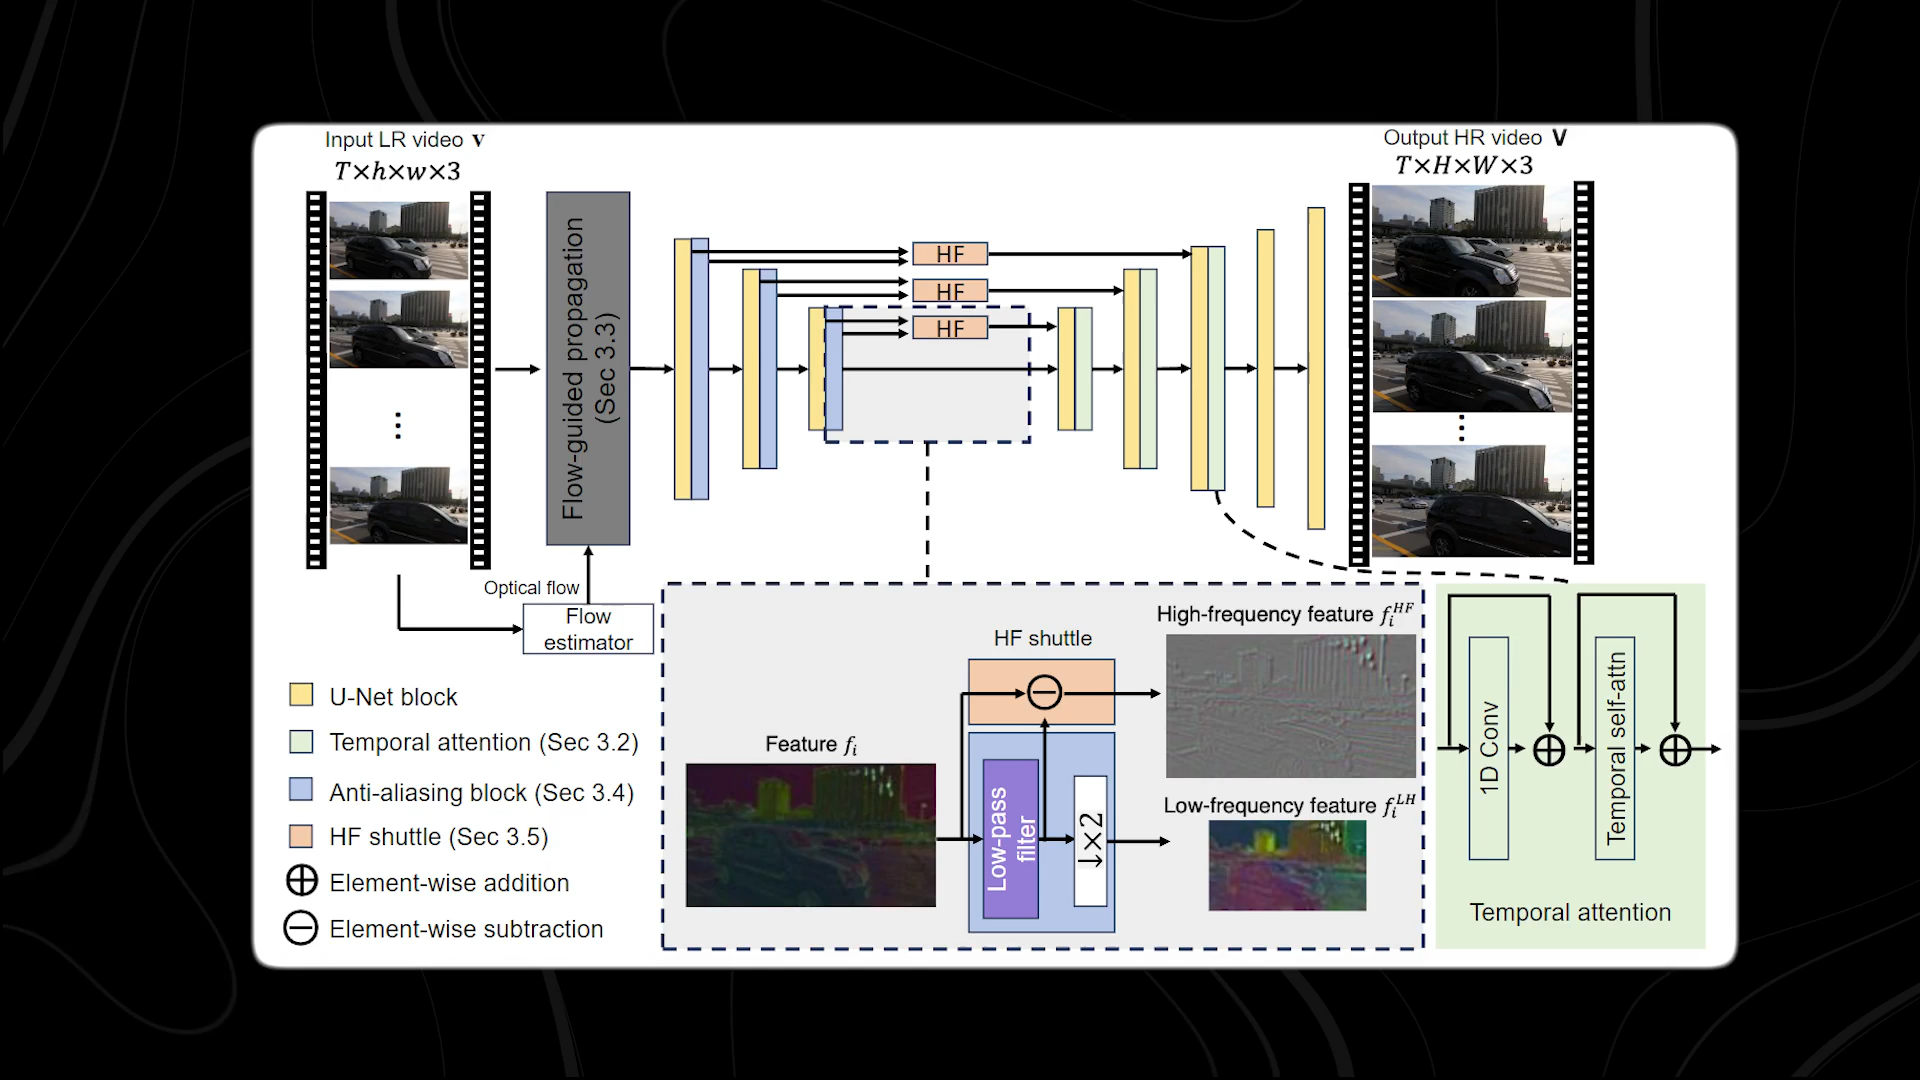 Input LR video v
T×h×w×3
Output HR video V
T×H×W×3
Flow-guided propagation
(Sec 3.3)
HF
HF
HF
Optical flow
Flow
estimator
U-Net block
Temporal attention (Sec 3.2)
Anti-aliasing block (Sec 3.4)
HF shuttle (Sec 3.5)
Element-wise addition
Element-wise subtraction
Feature f_i
HF shuttle
Low-pass
filter
↓×2
High-frequency feature f_i^HF
Low-frequency feature f_i^LH
1D Conv
Temporal self-attn
Temporal attention